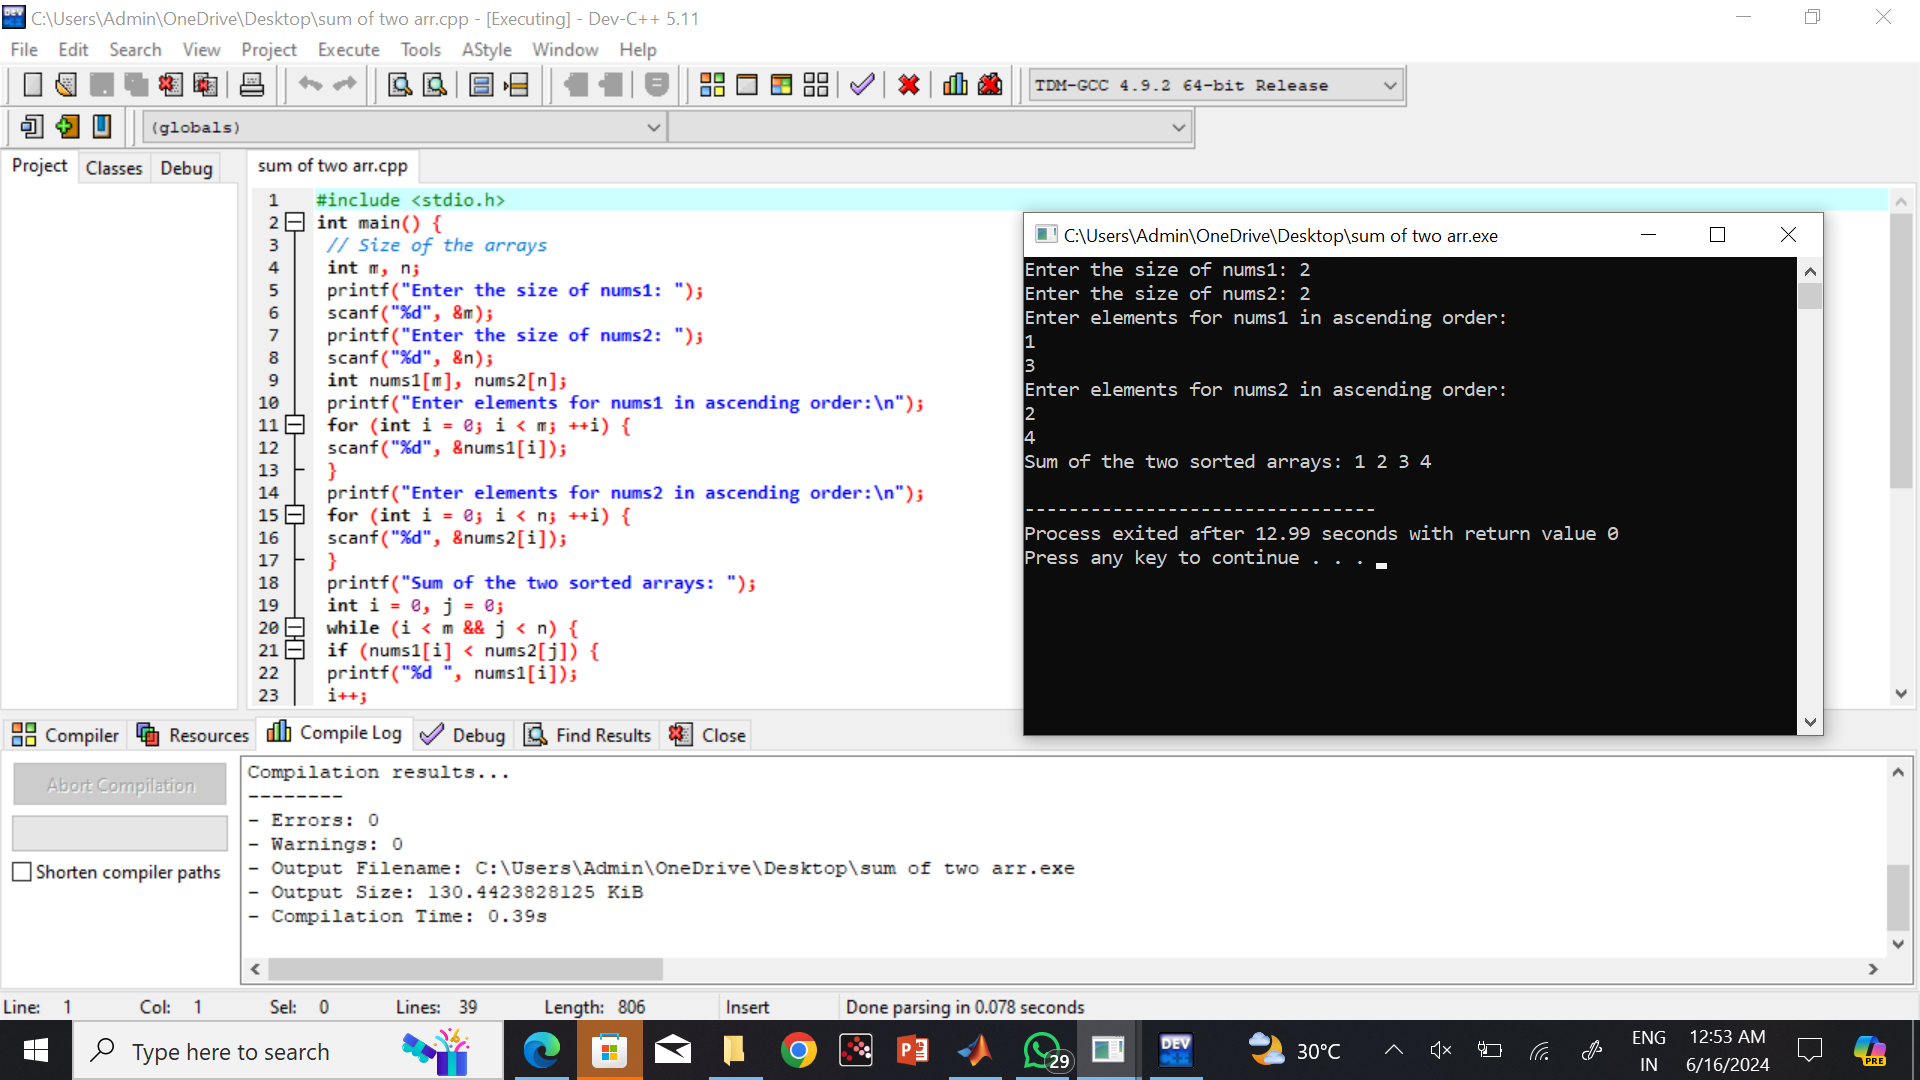 C:\Users\Admin\OneDrive\Desktop\sum of two arr.cpp - [Executing] - Dev-C++ 5.11
File Edit Search View Project Execute Tools AStyle Window Help
TDM-GCC 4.9.2 64-bit Release
(globals)
Project Classes Debug
sum of two arr.cpp
1 #include <stdio.h>
2 int main() {
3 // Size of the arrays
4 int m, n;
5 printf("Enter the size of nums1: ");
6 scanf("%d", &m);
7 printf("Enter the size of nums2: ");
8 scanf("%d", &n);
9 int nums1[m], nums2[n];
10 printf("Enter elements for nums1 in ascending order:\n");
11 for (int i = 0; i < m; ++i) {
12 scanf("%d", &nums1[i]);
13 }
14 printf("Enter elements for nums2 in ascending order:\n");
15 for (int i = 0; i < n; ++i) {
16 scanf("%d", &nums2[i]);
17 }
18 printf("Sum of the two sorted arrays: ");
19 int i = 0, j = 0;
20 while (i < m && j < n) {
21 if (nums1[i] < nums2[j]) {
22 printf("%d ", nums1[i]);
23 i++;
C:\Users\Admin\OneDrive\Desktop\sum of two arr.exe
Enter the size of nums1: 2
Enter the size of nums2: 2
Enter elements for nums1 in ascending order:
1
3
Enter elements for nums2 in ascending order:
2
4
Sum of the two sorted arrays: 1 2 3 4
--------------------------------
Process exited after 12.99 seconds with return value 0
Press any key to continue . . .
Compiler Resources Compile Log Debug Find Results Close
Abort Compilation
Shorten compiler paths
Compilation results...
--------
- Errors: 0
- Warnings: 0
- Output Filename: C:\Users\Admin\OneDrive\Desktop\sum of two arr.exe
- Output Size: 130.4423828125 KiB
- Compilation Time: 0.39s
Line: 1 Col: 1 Sel: 0 Lines: 39 Length: 806 Insert Done parsing in 0.078 seconds
Type here to search
29
DEV
30°C
ENG
IN
12:53 AM
6/16/2024
PRE